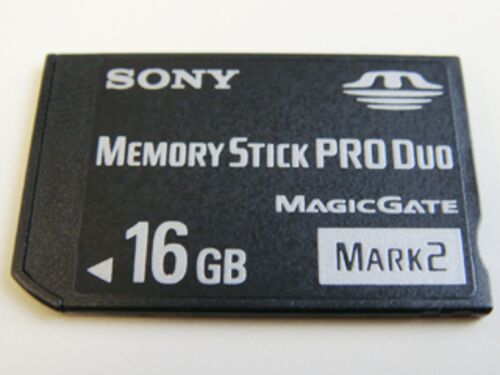 SONY
MEMORY STICK PRO DUO
MAGICGATE
16 GB
MARK2